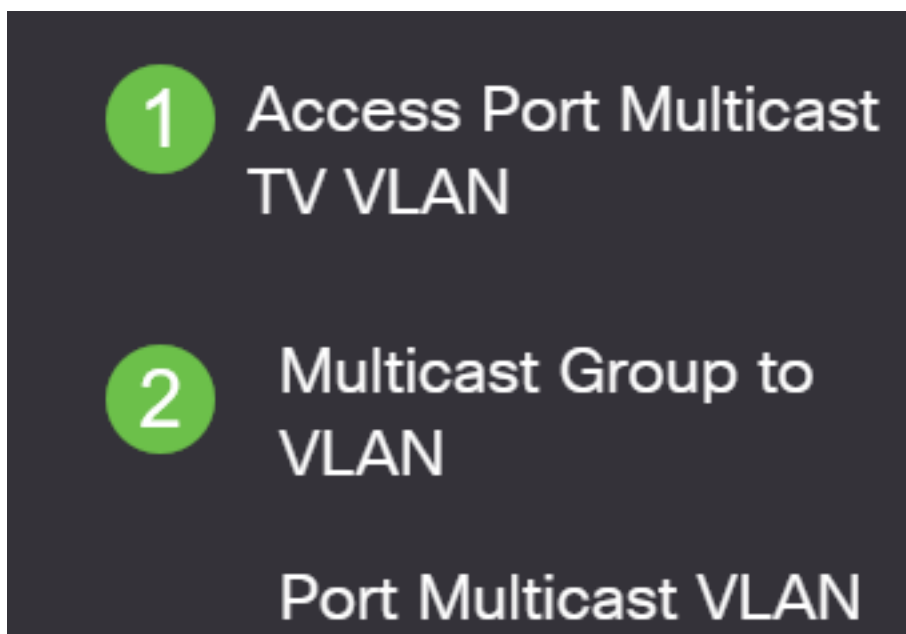 1 Access Port Multicast
TV VLAN
2 Multicast Group to
VLAN
Port Multicast VLAN